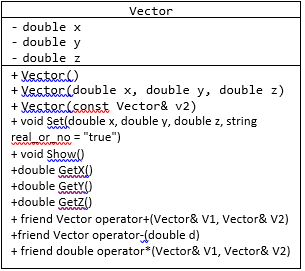 Vector
- double x
- double y
- double z
+ Vector()
+ Vector(double x, double y, double z)
+ Vector(const Vector& v2)
+ void Set(double x, double y, double z, string
real_or_no = "true")
+ void Show()
+double GetX()
+double GetY()
+double GetZ()
+ friend Vector operator+(Vector& V1, Vector& V2)
+friend Vector operator-(double d)
+ friend double operator*(Vector& V1, Vector& V2)